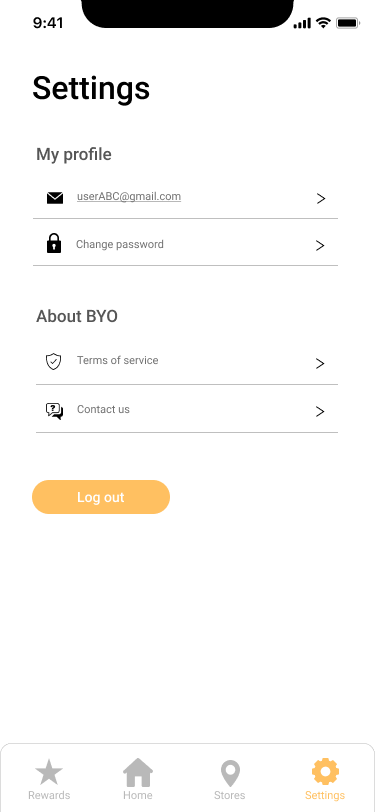 9:41
Settings
My profile
userABC@gmail.com
Change password
About BYO
Terms of service
?
Contact us
Log out
Rewards
Home
Stores
Settings